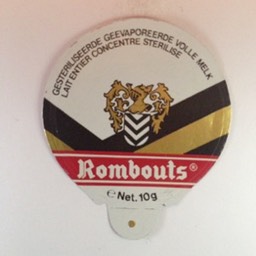 GESTERILISEERDE GEEVAPOREERDE VOLLE MELK
LAIT ENTIER CONCENTRE STERILISE
Rombouts®
℮ Net. 10g